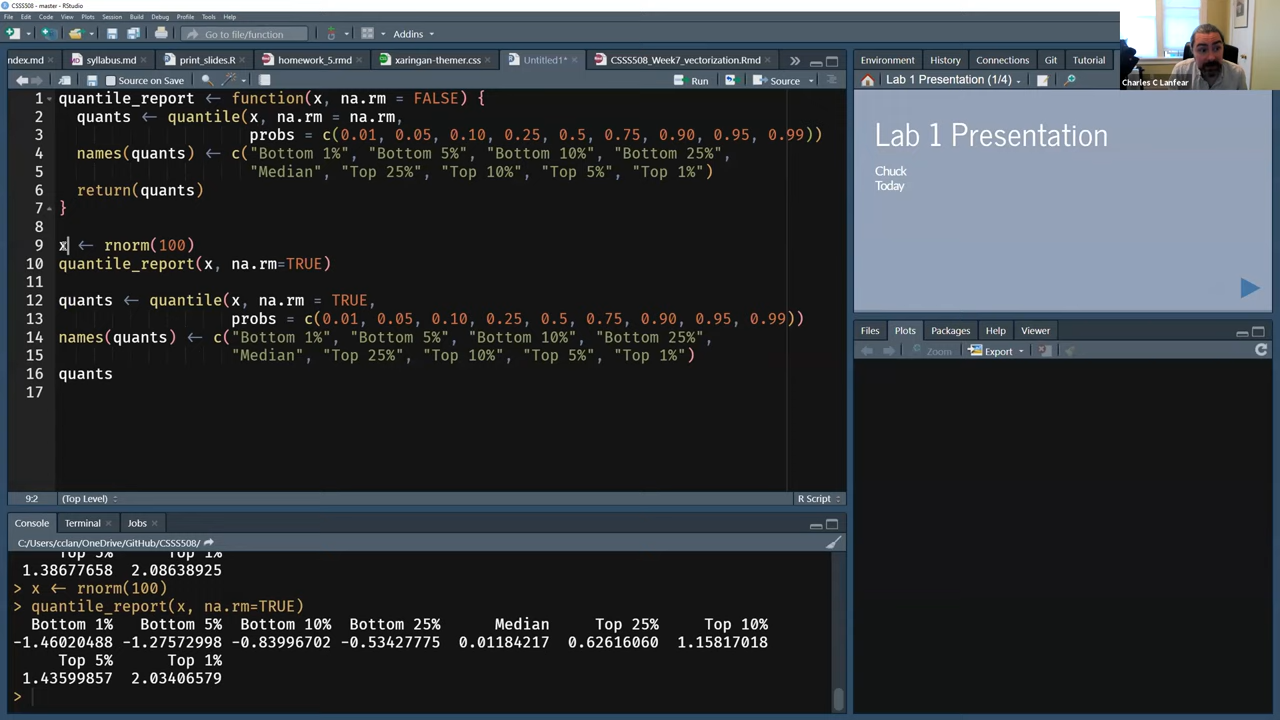 CSSS508 - master - RStudio
File Edit Code View Plots Session Build Debug Profile Tools Help
Go to file/function Addins
ndex.md syllabus.md print_slides.R homework_5.rmd xaringan-themer.css Untitled1* CSSS508_Week7_vectorization.Rmd
Source on Save Run Source
1 quantile_report ← function(x, na.rm = FALSE) {
2 quants ← quantile(x, na.rm = na.rm,
3 probs = c(0.01, 0.05, 0.10, 0.25, 0.5, 0.75, 0.90, 0.95, 0.99))
4 names(quants) ← c("Bottom 1%", "Bottom 5%", "Bottom 10%", "Bottom 25%",
5 "Median", "Top 25%", "Top 10%", "Top 5%", "Top 1%")
6 return(quants)
7 }
8
9 x ← rnorm(100)
10 quantile_report(x, na.rm=TRUE)
11
12 quants ← quantile(x, na.rm = TRUE,
13 probs = c(0.01, 0.05, 0.10, 0.25, 0.5, 0.75, 0.90, 0.95, 0.99))
14 names(quants) ← c("Bottom 1%", "Bottom 5%", "Bottom 10%", "Bottom 25%",
15 "Median", "Top 25%", "Top 10%", "Top 5%", "Top 1%")
16 quants
17
9:2 (Top Level) R Script
Console Terminal Jobs
C:/Users/cclan/OneDrive/GitHub/CSSS508/
Top 5% Top 1%
1.38677658 2.08638925
> x ← rnorm(100)
> quantile_report(x, na.rm=TRUE)
Bottom 1% Bottom 5% Bottom 10% Bottom 25% Median Top 25% Top 10%
-1.46020488 -1.27572998 -0.83996702 -0.53427775 0.01184217 0.62616060 1.15817018
Top 5% Top 1%
1.43599857 2.03406579
>
Environment History Connections Git Tutorial
Lab 1 Presentation (1/4)
Lab 1 Presentation
Chuck
Today
Files Plots Packages Help Viewer
Zoom Export
Charles C Lanfear